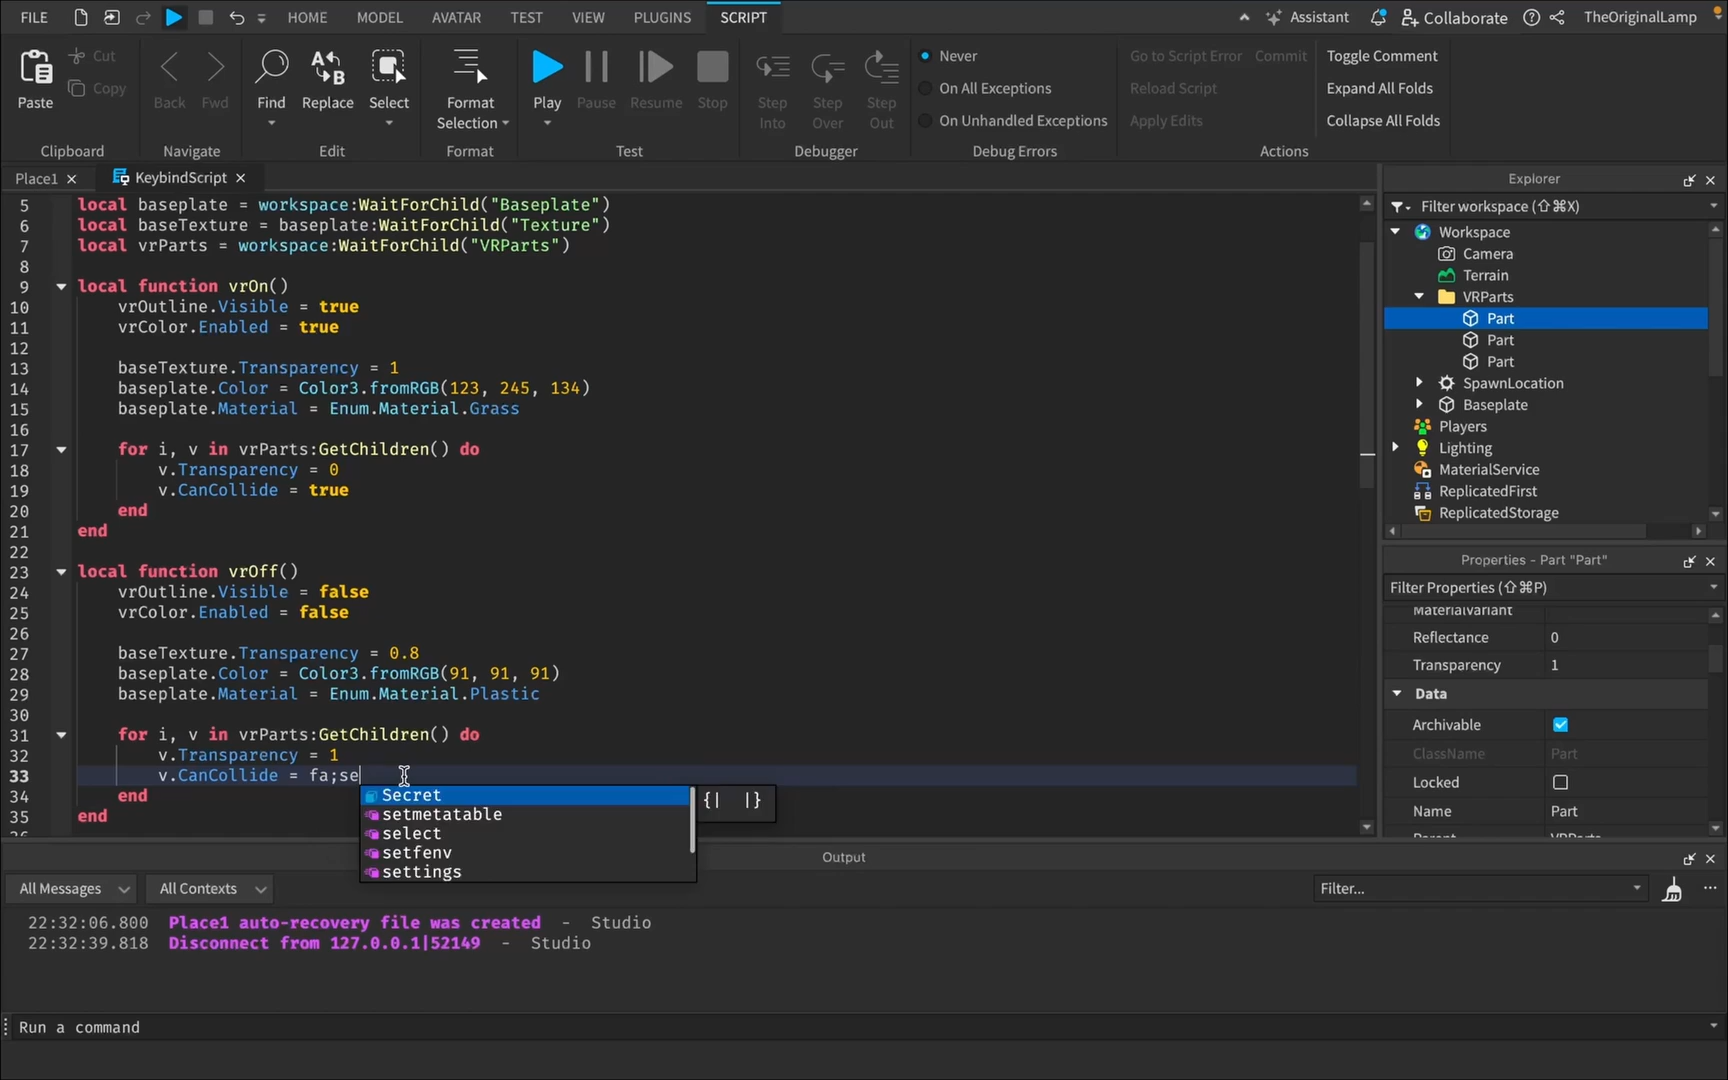 FILE HOME MODEL AVATAR TEST VIEW PLUGINS SCRIPT Assistant Collaborate TheOriginalLamp
Paste Cut Copy
Back Fwd
Find Replace Select
Format Selection
Play Pause Resume Stop
Step Into Step Over Step Out
Never
On All Exceptions
On Unhandled Exceptions
Go to Script Error Commit
Reload Script
Apply Edits
Toggle Comment
Expand All Folds
Collapse All Folds
Clipboard Navigate Edit Format Test Debugger Debug Errors Actions
Place1 KeybindScript
5 local baseplate = workspace:WaitForChild("Baseplate")
6 local baseTexture = baseplate:WaitForChild("Texture")
7 local vrParts = workspace:WaitForChild("VRParts")
8
9 local function vrOn()
10 vrOutline.Visible = true
11 vrColor.Enabled = true
12
13 baseTexture.Transparency = 1
14 baseplate.Color = Color3.fromRGB(123, 245, 134)
15 baseplate.Material = Enum.Material.Grass
16
17 for i, v in vrParts:GetChildren() do
18 v.Transparency = 0
19 v.CanCollide = true
20 end
21 end
22
23 local function vrOff()
24 vrOutline.Visible = false
25 vrColor.Enabled = false
26
27 baseTexture.Transparency = 0.8
28 baseplate.Color = Color3.fromRGB(91, 91, 91)
29 baseplate.Material = Enum.Material.Plastic
30
31 for i, v in vrParts:GetChildren() do
32 v.Transparency = 1
33 v.CanCollide = fa;se
34 end
35 end
Secret {| |}
setmetatable
select
setfenv
settings
Explorer
Filter workspace (⇧⌘X)
Workspace
Camera
Terrain
VRParts
Part
Part
Part
SpawnLocation
Baseplate
Players
Lighting
MaterialService
ReplicatedFirst
ReplicatedStorage
Properties - Part "Part"
Filter Properties (⇧⌘P)
MaterialVariant
Reflectance 0
Transparency 1
Data
Archivable
ClassName Part
Locked
Name Part
Parent VRParts
Output
All Messages All Contexts Filter...
22:32:06.800 Place1 auto-recovery file was created - Studio
22:32:39.818 Disconnect from 127.0.0.1|52149 - Studio
Run a command